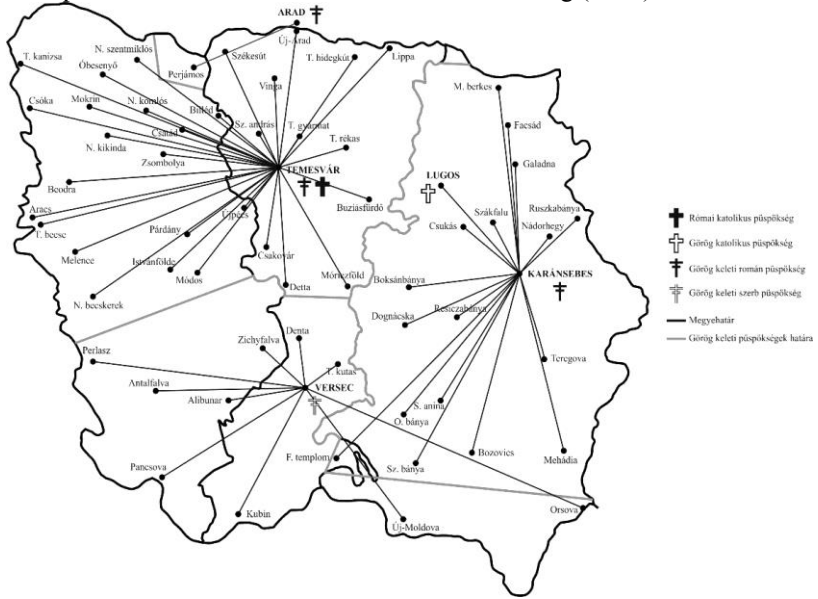 ARAD
Új-Arad
N. szentmiklós
T. kanizsa
Székesút
T. hidegkút
Lippa
Óbesenyő
Perjámos
M. berkes
Vinga
Csóka
Mokrin
N. komlós
Billéd
Sz. andrás
T. gyarmat
Facsád
Csatád
N. kikinda
T. rékas
Zsombolya
Galadna
TEMESVÁR
LUGOS
Beodra
Buziásfürdő
Szákfalu
Ruszkabánya
Aracs
Újpécs
Csukás
Nádorhegy
T. becse
Párdány
Csakovár
Melence
Istvánfölde
Módos
Móriczföld
Boksánbánya
KARÁNSEBES
Detta
N. becskerek
Dognácska
Resiczabánya
Római katolikus püspökség
Görög katolikus püspökség
Görög keleti román püspökség
Görög keleti szerb püspökség
Megyehatár
Görög keleti püspökségek határa
Zichyfalva
Denta
Perlasz
T. kutas
Teregova
Antalfalva
VERSEC
Alibunar
S. anina
O. bánya
F. templom
Bozovics
Mehádia
Pancsova
Sz. bánya
Kubin
Új-Moldova
Orsova